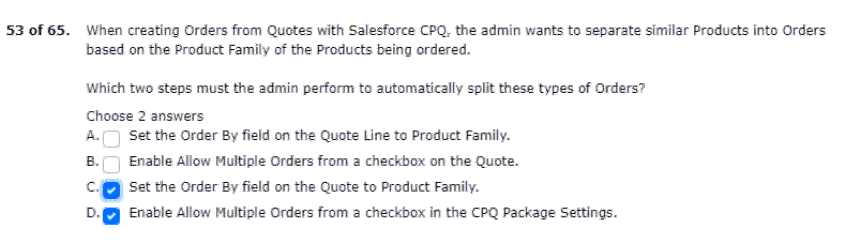 53 of 65. When creating Orders from Quotes with Salesforce CPQ, the admin wants to separate similar Products into Orders
based on the Product Family of the Products being ordered.
Which two steps must the admin perform to automatically split these types of Orders?
Choose 2 answers
A. Set the Order By field on the Quote Line to Product Family.
B. Enable Allow Multiple Orders from a checkbox on the Quote.
C. Set the Order By field on the Quote to Product Family.
D. Enable Allow Multiple Orders from a checkbox in the CPQ Package Settings.